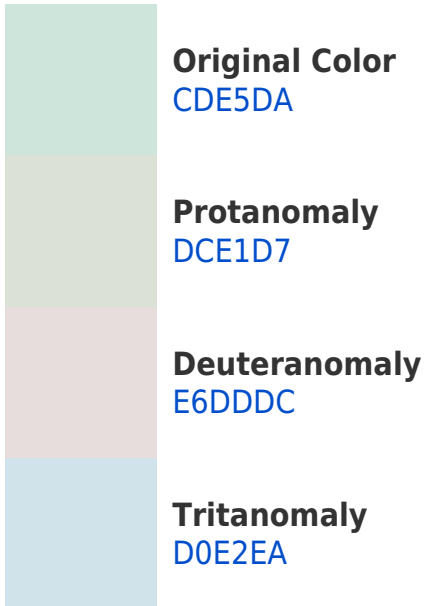 Original Color
CDE5DA
Protanomaly
DCE1D7
Deuteranomaly
E6DDDC
Tritanomaly
D0E2EA